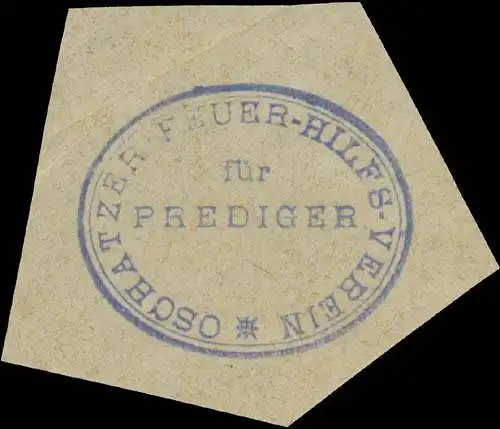 OSCHATZER FEUER-HILFS-VEREIN
für
PREDIGER